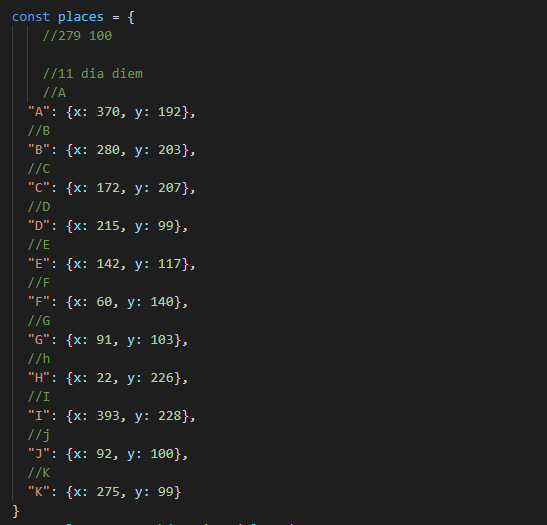 const places = {
//279 100
//11 dia diem
//A
"A": {x: 370, y: 192},
//B
"B": {x: 280, y: 203},
//C
"C": {x: 172, y: 207},
//D
"D": {x: 215, y: 99},
//E
"E": {x: 142, y: 117},
//F
"F": {x: 60, y: 140},
//G
"G": {x: 91, y: 103},
//h
"H": {x: 22, y: 226},
//I
"I": {x: 393, y: 228},
//j
"J": {x: 92, y: 100},
//K
"K": {x: 275, y: 99}
}